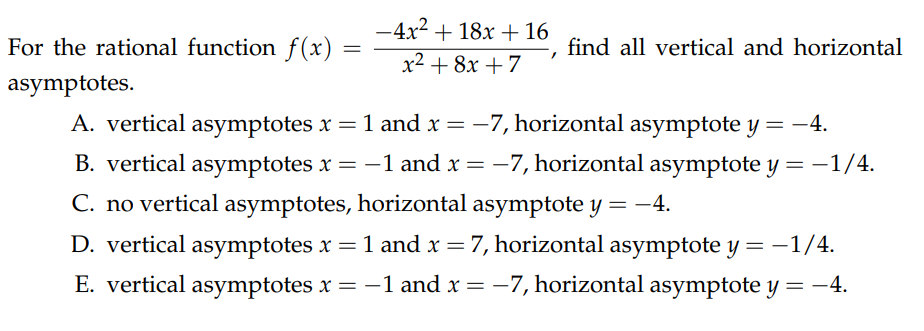 For the rational function f(x) = \frac{-4x^2 + 18x + 16}{x^2 + 8x + 7}, find all vertical and horizontal
asymptotes.
A. vertical asymptotes x = 1 and x = −7, horizontal asymptote y = −4.
B. vertical asymptotes x = −1 and x = −7, horizontal asymptote y = −1/4.
C. no vertical asymptotes, horizontal asymptote y = −4.
D. vertical asymptotes x = 1 and x = 7, horizontal asymptote y = −1/4.
E. vertical asymptotes x = −1 and x = −7, horizontal asymptote y = −4.